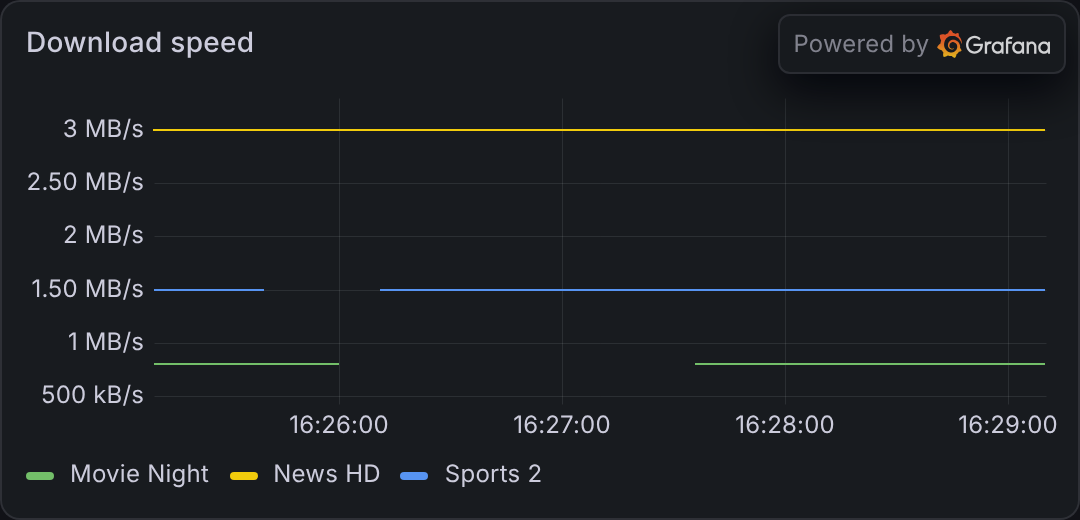 Download speed
Powered by Grafana
3 MB/s
2.50 MB/s
2 MB/s
1.50 MB/s
1 MB/s
500 kB/s
16:26:00 16:27:00 16:28:00 16:29:00
Movie Night News HD Sports 2